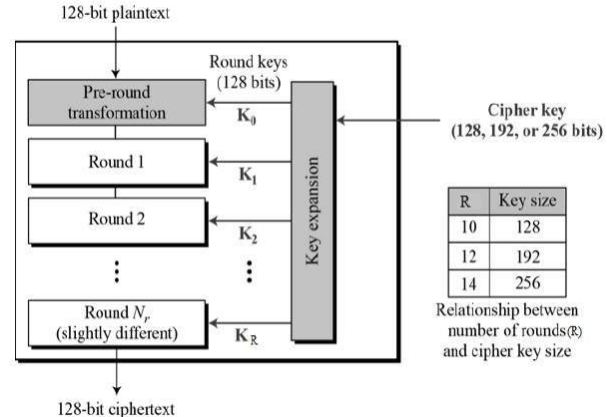 128-bit plaintext
Round keys
(128 bits)
Pre-round
transformation
K₀
Cipher key
(128, 192, or 256 bits)
Round 1
K₁
Round 2
K₂
Key expansion
R Key size
10 128
12 192
14 256
Relationship between
number of rounds(R)
and cipher key size
⋮ ⋮
Round Nᵣ
(slightly different)
K_R
128-bit ciphertext